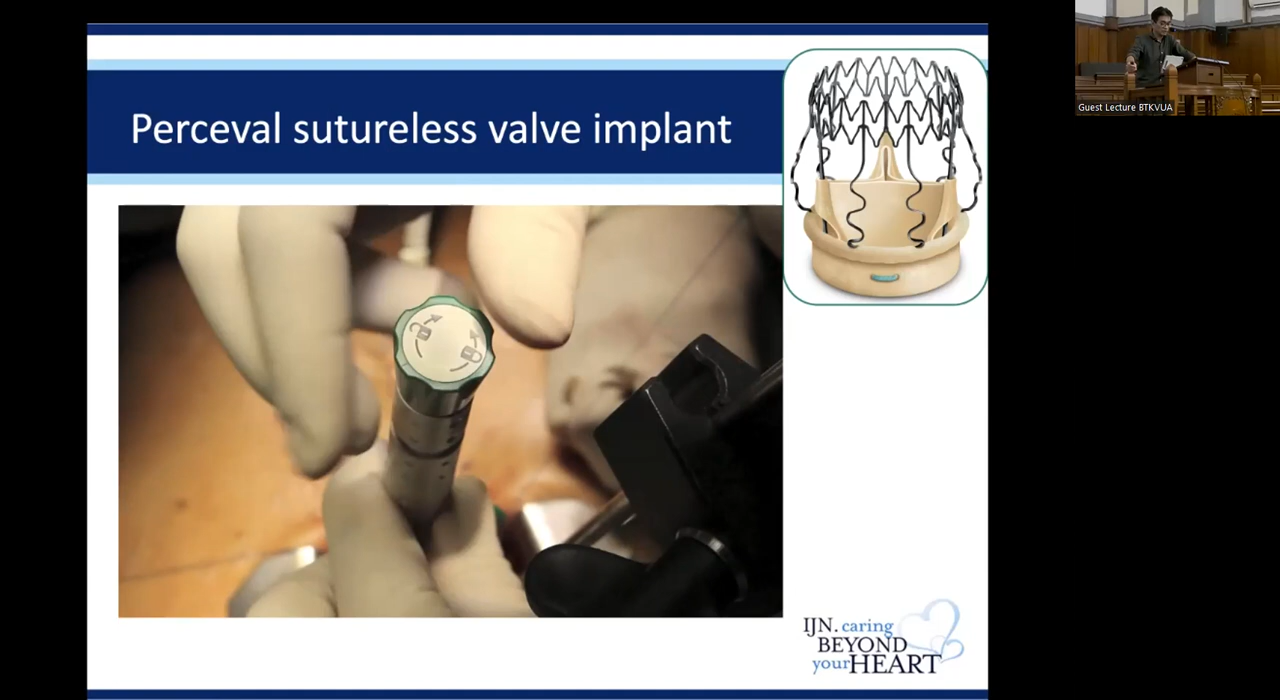 Perceval sutureless valve implant
Guest Lecture BTKVUA
IJN. caring
BEYOND
your HEART